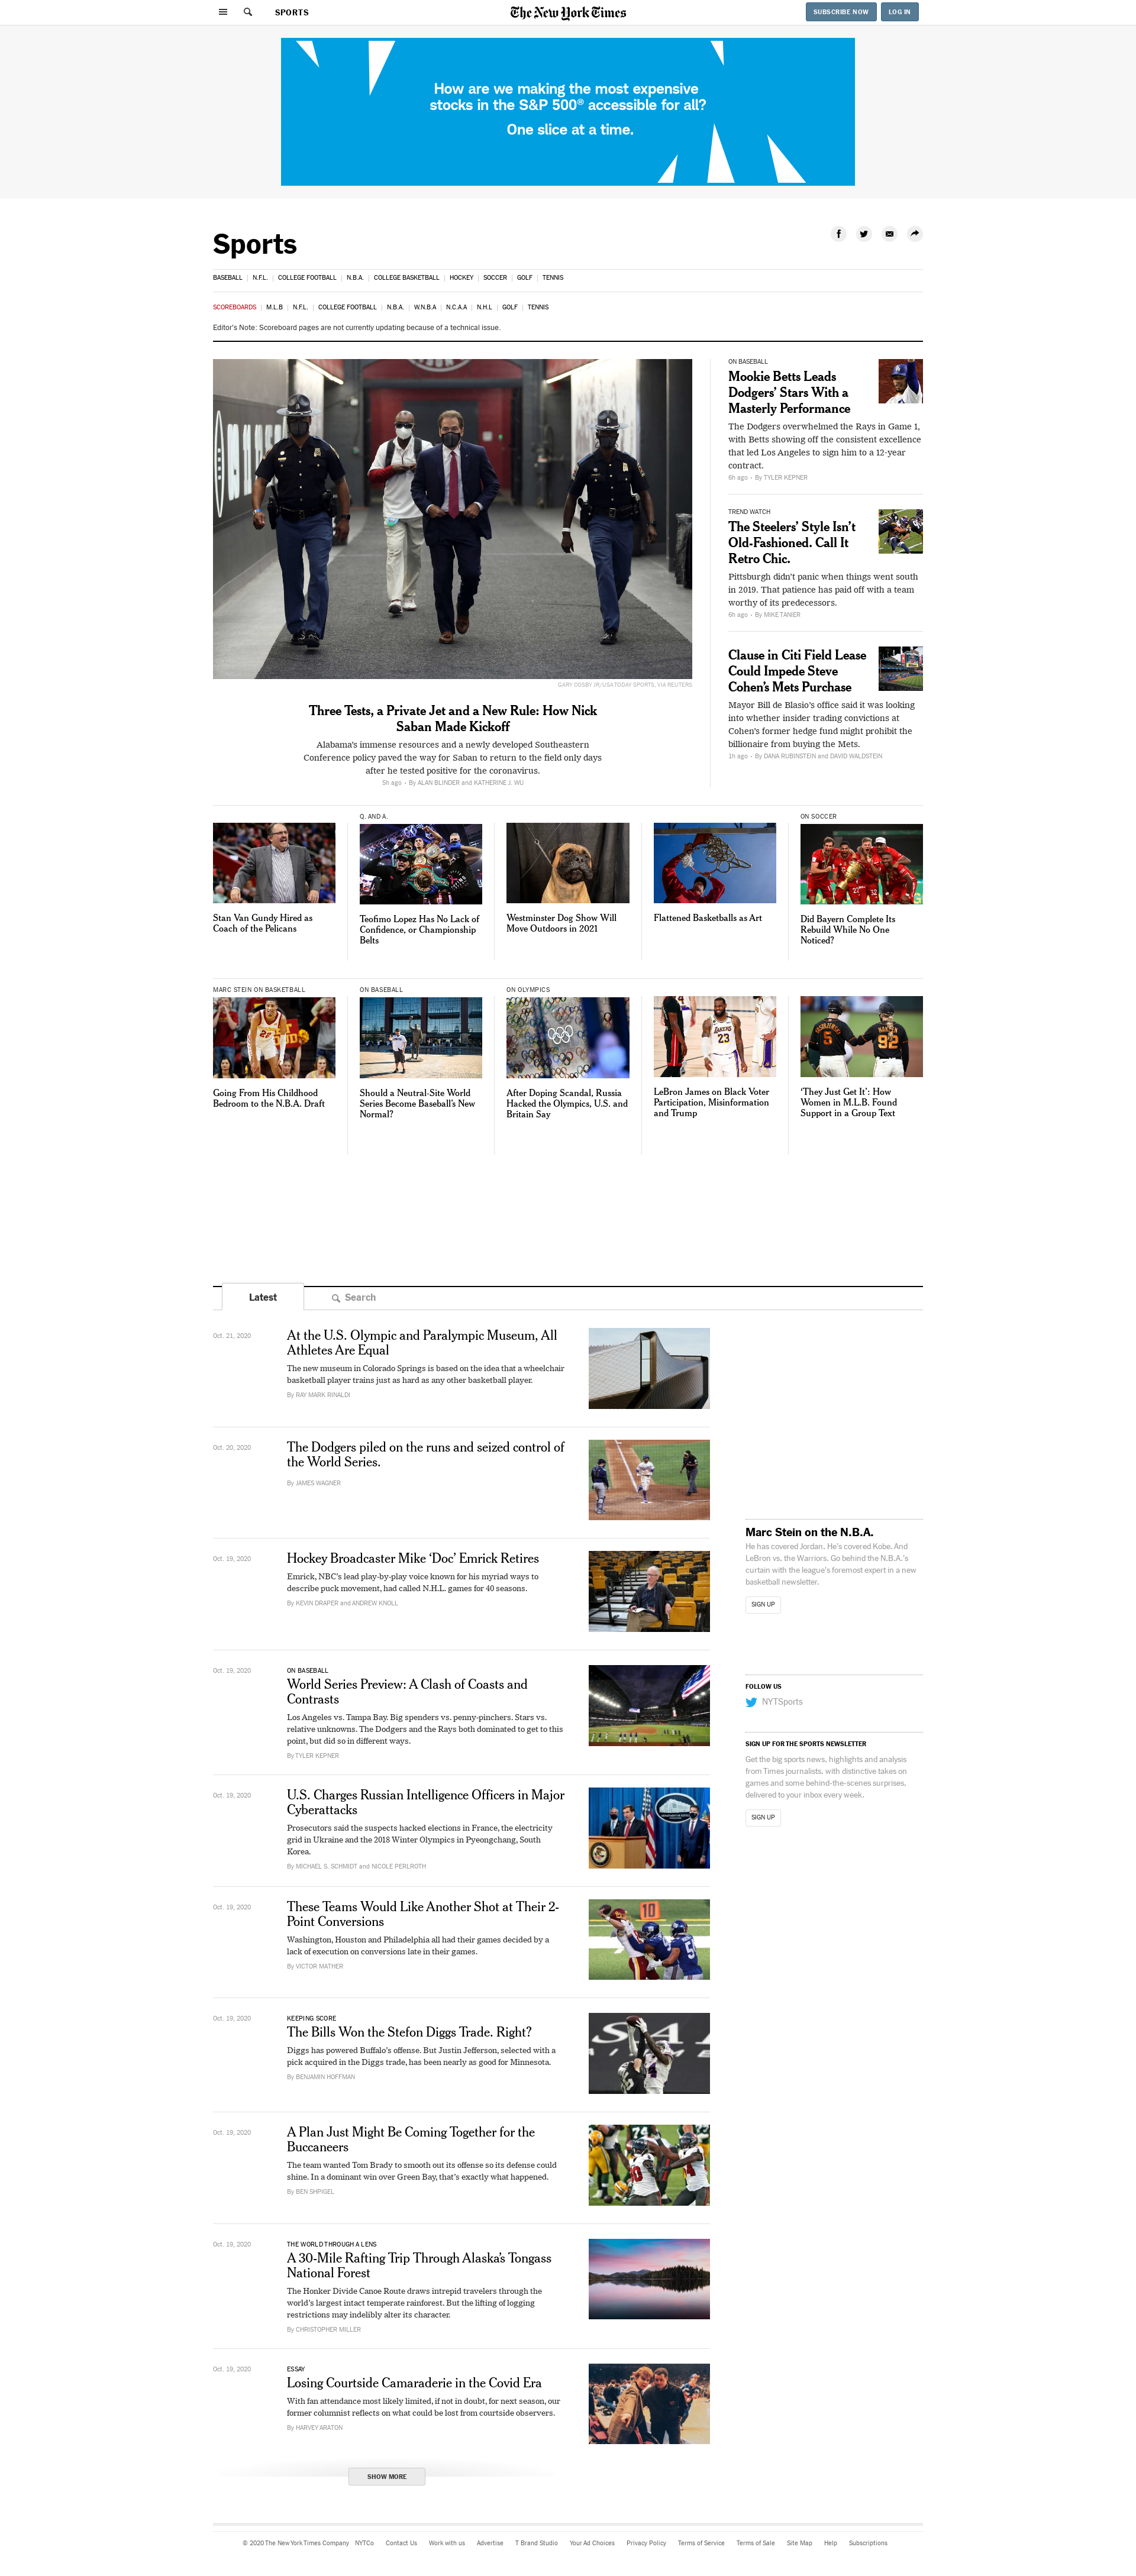 SPORTS
The New York Times
SUBSCRIBE NOW
LOG IN
How are we making the most expensive
stocks in the S&P 500® accessible for all?
One slice at a time.
Sports
BASEBALL | N.F.L. | COLLEGE FOOTBALL | N.B.A. | COLLEGE BASKETBALL | HOCKEY | SOCCER | GOLF | TENNIS
SCOREBOARDS | M.L.B | N.F.L. | COLLEGE FOOTBALL | N.B.A. | W.N.B.A | N.C.A.A | N.H.L | GOLF | TENNIS
Editor's Note: Scoreboard pages are not currently updating because of a technical issue.
GARY COSBY JR/USA TODAY SPORTS, VIA REUTERS
Three Tests, a Private Jet and a New Rule: How Nick
Saban Made Kickoff
Alabama's immense resources and a newly developed Southeastern
Conference policy paved the way for Saban to return to the field only days
after he tested positive for the coronavirus.
5h ago - By ALAN BLINDER and KATHERINE J. WU
ON BASEBALL
Mookie Betts Leads
Dodgers' Stars With a
Masterly Performance
The Dodgers overwhelmed the Rays in Game 1,
with Betts showing off the consistent excellence
that led Los Angeles to sign him to a 12-year
contract.
6h ago - By TYLER KEPNER
TREND WATCH
The Steelers' Style Isn't
Old-Fashioned. Call It
Retro Chic.
Pittsburgh didn't panic when things went south
in 2019. That patience has paid off with a team
worthy of its predecessors.
6h ago - By MIKE TANIER
Clause in Citi Field Lease
Could Impede Steve
Cohen's Mets Purchase
Mayor Bill de Blasio's office said it was looking
into whether insider trading convictions at
Cohen's former hedge fund might prohibit the
billionaire from buying the Mets.
1h ago - By DANA RUBINSTEIN and DAVID WALDSTEIN
Stan Van Gundy Hired as
Coach of the Pelicans
Q. AND A.
Teofimo Lopez Has No Lack of
Confidence, or Championship
Belts
Westminster Dog Show Will
Move Outdoors in 2021
Flattened Basketballs as Art
ON SOCCER
Did Bayern Complete Its
Rebuild While No One
Noticed?
MARC STEIN ON BASKETBALL
Going From His Childhood
Bedroom to the N.B.A. Draft
ON BASEBALL
Should a Neutral-Site World
Series Become Baseball's New
Normal?
ON OLYMPICS
After Doping Scandal, Russia
Hacked the Olympics, U.S. and
Britain Say
LAKERS
23
LeBron James on Black Voter
Participation, Misinformation
and Trump
5
92
'They Just Get It': How
Women in M.L.B. Found
Support in a Group Text
Latest
Search
Oct. 21, 2020
At the U.S. Olympic and Paralympic Museum, All
Athletes Are Equal
The new museum in Colorado Springs is based on the idea that a wheelchair
basketball player trains just as hard as any other basketball player.
By RAY MARK RINALDI
Oct. 20, 2020
The Dodgers piled on the runs and seized control of
the World Series.
By JAMES WAGNER
Oct. 19, 2020
Hockey Broadcaster Mike 'Doc' Emrick Retires
Emrick, NBC's lead play-by-play voice known for his myriad ways to
describe puck movement, had called N.H.L. games for 40 seasons.
By KEVIN DRAPER and ANDREW KNOLL
Oct. 19, 2020
ON BASEBALL
World Series Preview: A Clash of Coasts and
Contrasts
Los Angeles vs. Tampa Bay. Big spenders vs. penny-pinchers. Stars vs.
relative unknowns. The Dodgers and the Rays both dominated to get to this
point, but did so in different ways.
By TYLER KEPNER
Oct. 19, 2020
U.S. Charges Russian Intelligence Officers in Major
Cyberattacks
Prosecutors said the suspects hacked elections in France, the electricity
grid in Ukraine and the 2018 Winter Olympics in Pyeongchang, South
Korea.
By MICHAEL S. SCHMIDT and NICOLE PERLROTH
Oct. 19, 2020
These Teams Would Like Another Shot at Their 2-
Point Conversions
Washington, Houston and Philadelphia all had their games decided by a
lack of execution on conversions late in their games.
By VICTOR MATHER
10
Oct. 19, 2020
KEEPING SCORE
The Bills Won the Stefon Diggs Trade. Right?
Diggs has powered Buffalo's offense. But Justin Jefferson, selected with a
pick acquired in the Diggs trade, has been nearly as good for Minnesota.
By BENJAMIN HOFFMAN
Oct. 19, 2020
A Plan Just Might Be Coming Together for the
Buccaneers
The team wanted Tom Brady to smooth out its offense so its defense could
shine. In a dominant win over Green Bay, that's exactly what happened.
By BEN SHPIGEL
Oct. 19, 2020
THE WORLD THROUGH A LENS
A 30-Mile Rafting Trip Through Alaska's Tongass
National Forest
The Honker Divide Canoe Route draws intrepid travelers through the
world's largest intact temperate rainforest. But the lifting of logging
restrictions may indelibly alter its character.
By CHRISTOPHER MILLER
Oct. 19, 2020
ESSAY
Losing Courtside Camaraderie in the Covid Era
With fan attendance most likely limited, if not in doubt, for next season, our
former columnist reflects on what could be lost from courtside observers.
By HARVEY ARATON
SHOW MORE
Marc Stein on the N.B.A.
He has covered Jordan. He's covered Kobe. And
LeBron vs. the Warriors. Go behind the N.B.A.'s
curtain with the league's foremost expert in a new
basketball newsletter.
SIGN UP
FOLLOW US
NYTSports
SIGN UP FOR THE SPORTS NEWSLETTER
Get the big sports news, highlights and analysis
from Times journalists, with distinctive takes on
games and some behind-the-scenes surprises,
delivered to your inbox every week.
SIGN UP
© 2020 The New York Times Company NYTCo Contact Us Work with us Advertise T Brand Studio Your Ad Choices Privacy Policy Terms of Service Terms of Sale Site Map Help Subscriptions